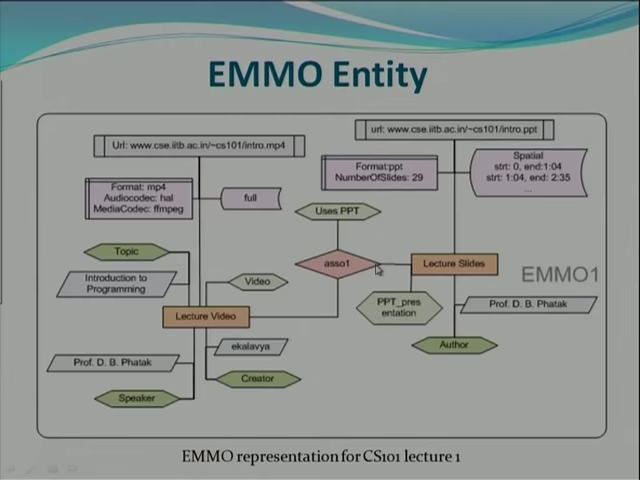 EMMO Entity
Url: www.cse.iitb.ac.in/~cs101/intro.mp4
url: www.cse.iitb.ac.in/~cs101/intro.ppt
Format: mp4
Audiocodec: hal
MediaCodec: ffmpeg
full
Format:ppt
NumberOfSlides: 29
Spatial
strt: 0, end:1:04
strt: 1:04, end: 2:35
...
Uses PPT
Topic
asso1
Lecture Slides
EMMO1
Introduction to
Programming
Video
PPT_pres
entation
Prof. D. B. Phatak
Lecture Video
ekalavya
Author
Prof. D. B. Phatak
Creator
Speaker
EMMO representation for CS101 lecture 1